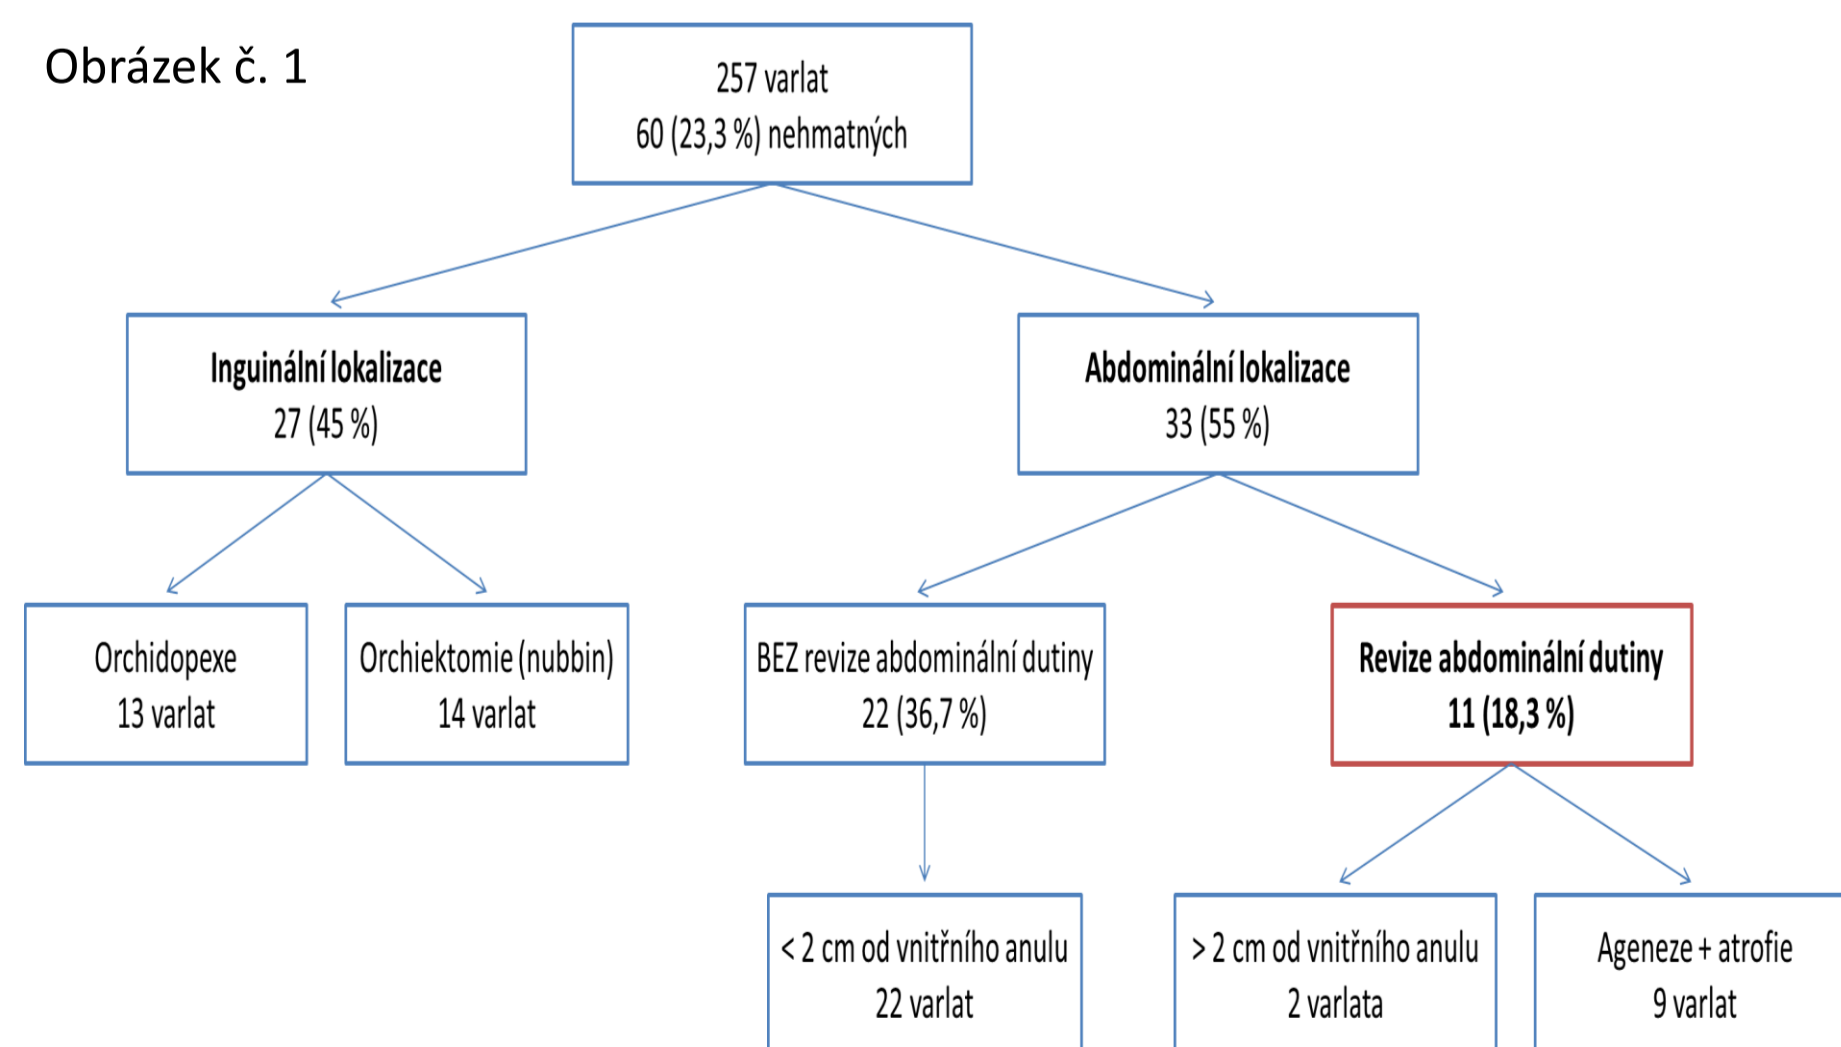 Obrázek č. 1
257 varlat
60 (23,3 %) nehmatných
Inguinální lokalizace
27 (45 %)
Abdominální lokalizace
33 (55 %)
Orchidopexe
13 varlat
Orchiektomie (nubbin)
14 varlat
BEZ revize abdominální dutiny
22 (36,7 %)
Revize abdominální dutiny
11 (18,3 %)
< 2 cm od vnitřního anulu
22 varlat
> 2 cm od vnitřního anulu
2 varlata
Ageneze + atrofie
9 varlat